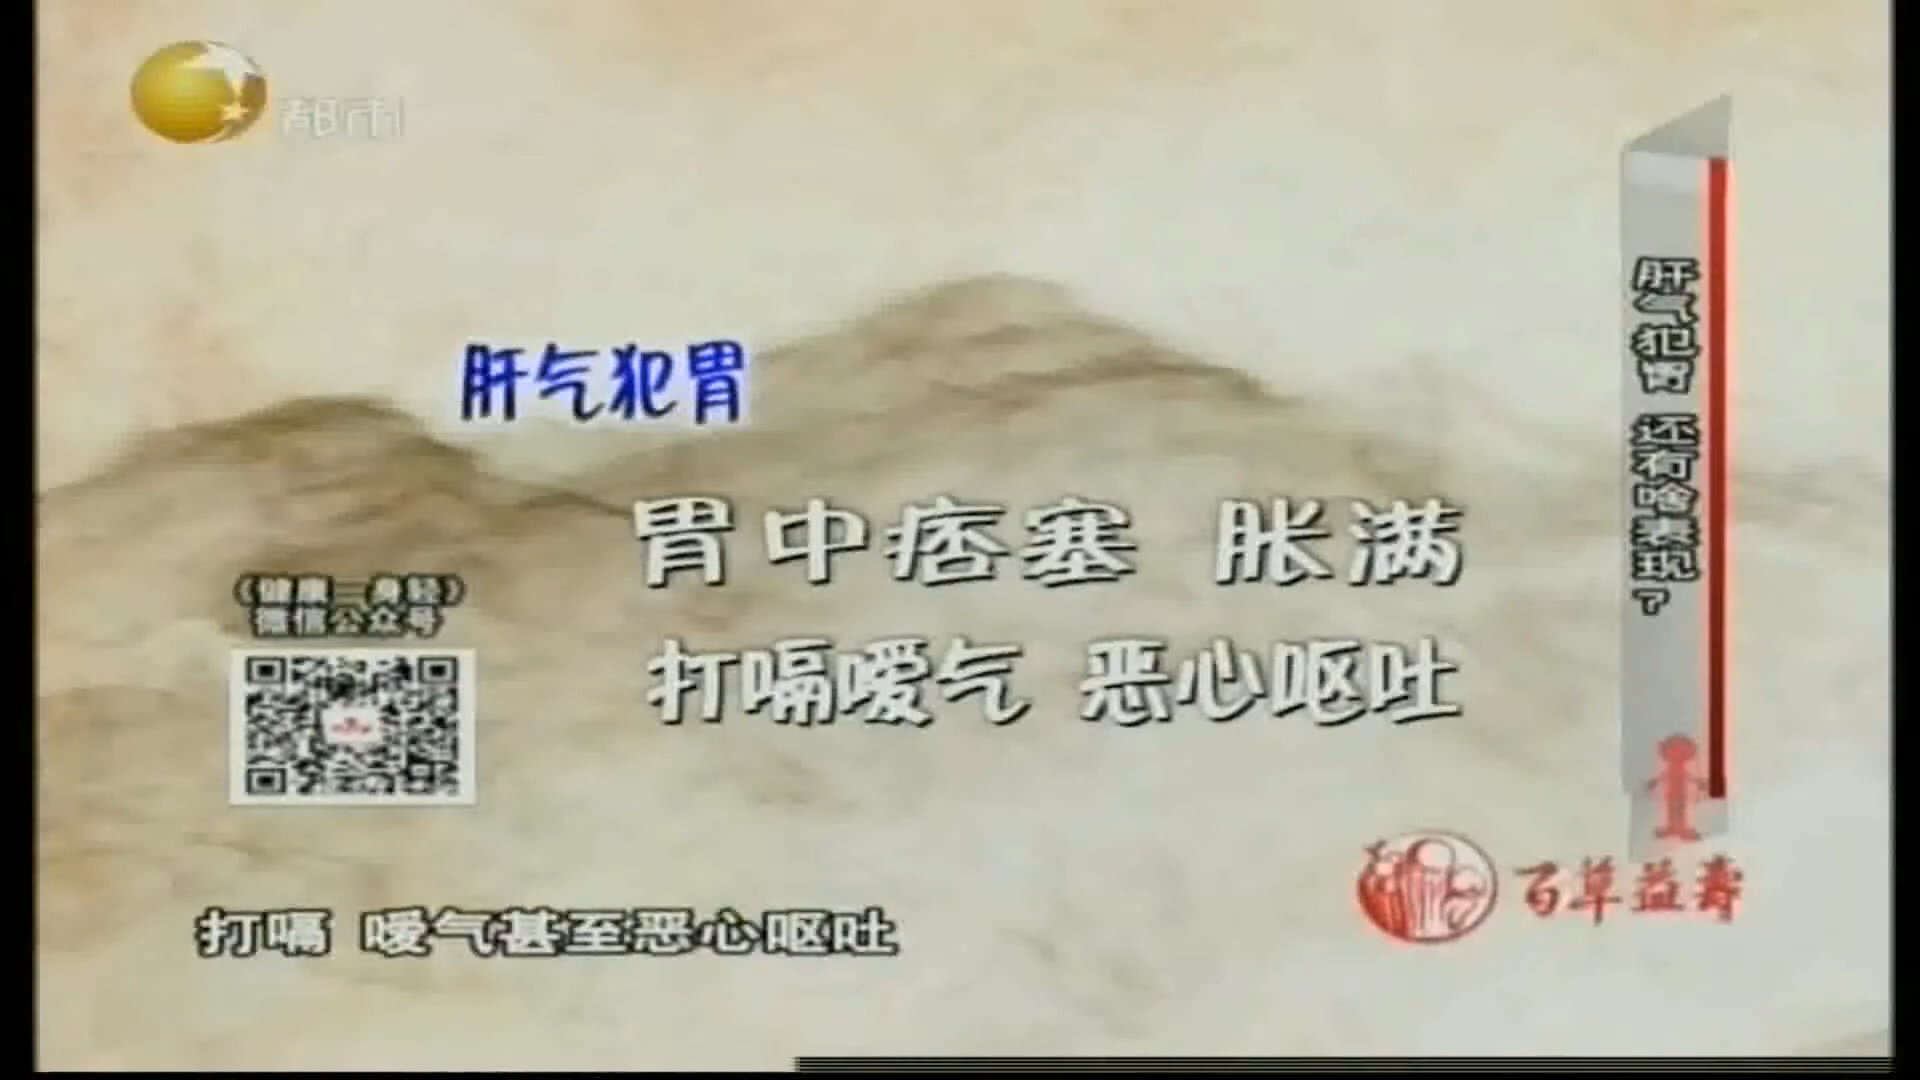 都市
肝气犯胃
胃中痞塞 胀满
打嗝嗳气 恶心呕吐
《健康一身轻》
微信公众号
肝气犯胃 还有啥表现？
百草益寿
打嗝 嗳气甚至恶心呕吐